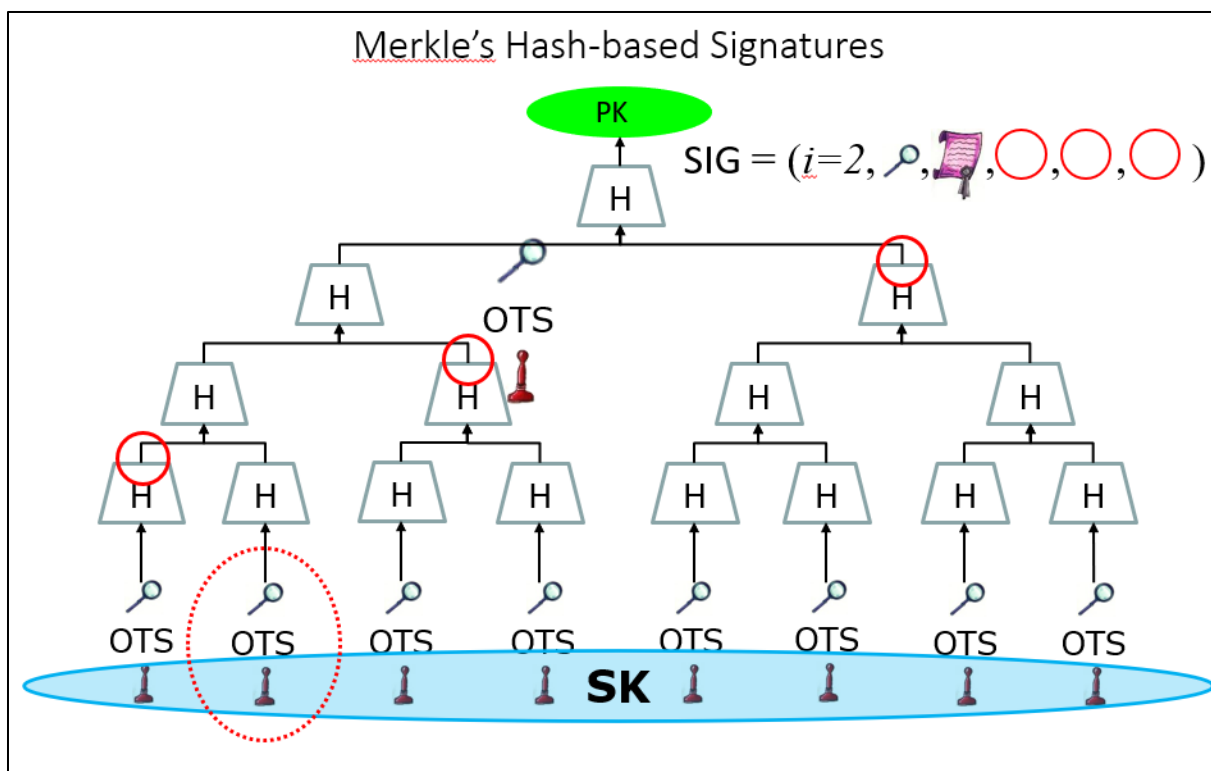 Merkle's Hash-based Signatures
PK
SIG = (i=2, , , , , )
H
H
H
OTS
H
H
H
H
H
H
H
H
H
H
H
H
OTS
OTS
OTS
OTS
OTS
OTS
OTS
OTS
SK